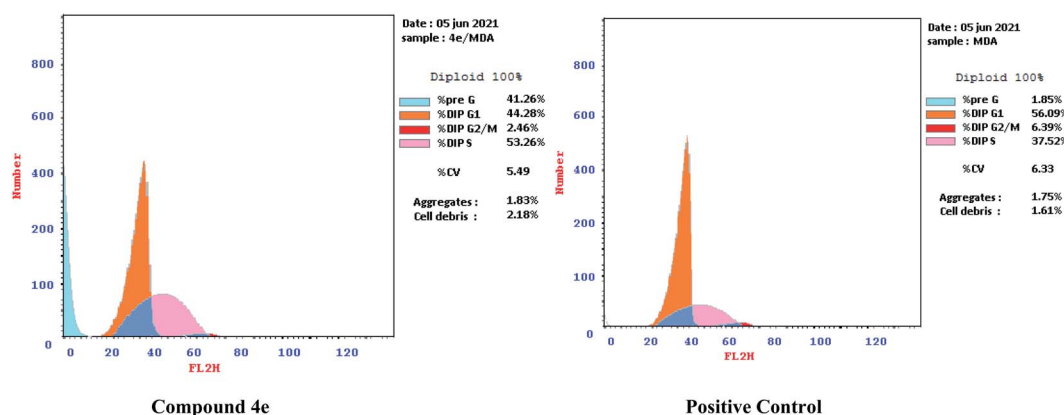 Date : 05 jun 2021
sample : 4e/MDA
Diploid 100%
%pre G 41.26%
%DIP G1 44.28%
%DIP G2/M 2.46%
%DIP S 53.26%
%CV 5.49
Aggregates : 1.83%
Cell debris : 2.18%
Number
800
600
400
200
100
0
0 20 40 60 80 100 120
FL2H
Compound 4e
Date : 05 jun 2021
sample : MDA
Diploid 100%
%pre G 1.85%
%DIP G1 56.09%
%DIP G2/M 6.39%
%DIP S 37.52%
%CV 6.33
Aggregates : 1.75%
Cell debris : 1.61%
Number
800
600
400
200
100
0
0 20 40 60 80 100 120
FL2H
Positive Control